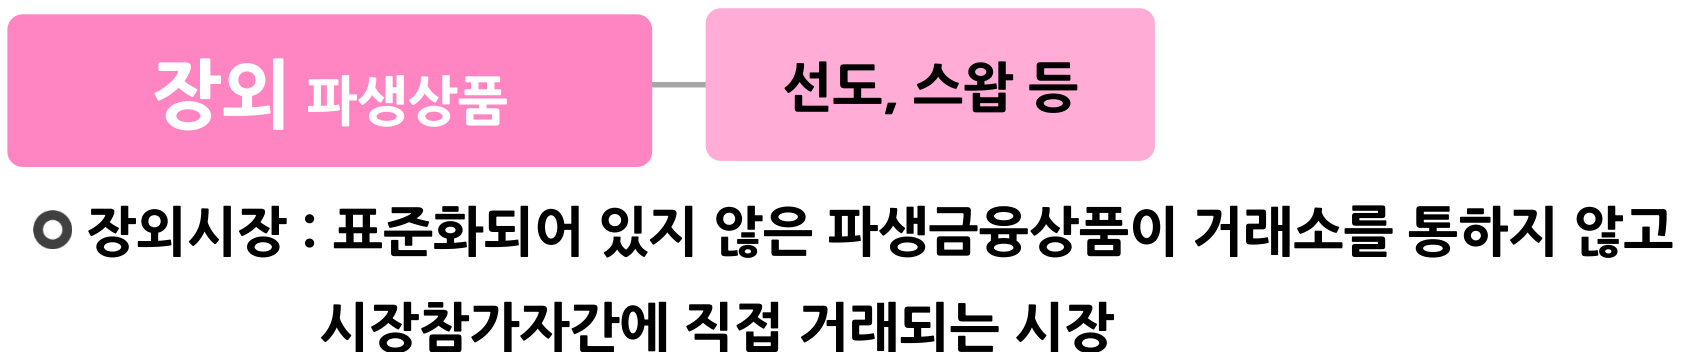 장외 파생상품
선도, 스왑 등
장외시장 : 표준화되어 있지 않은 파생금융상품이 거래소를 통하지 않고
시장참가자간에 직접 거래되는 시장